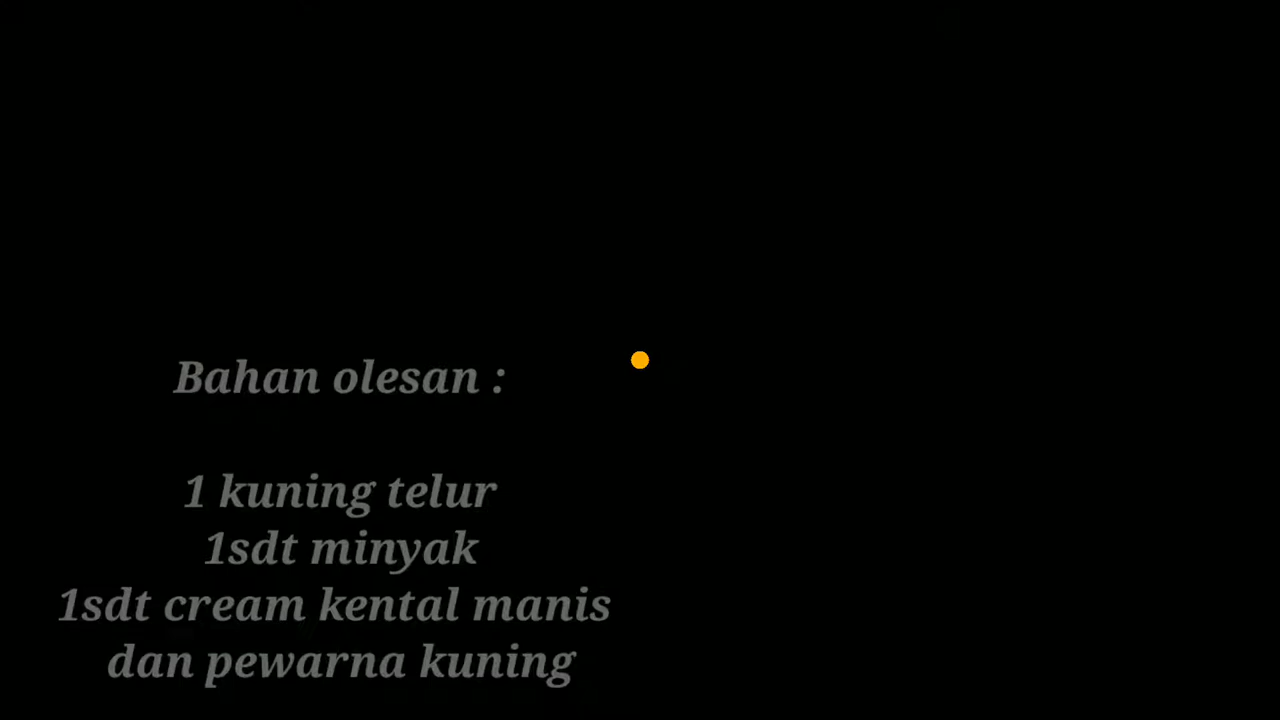 Bahan olesan :
1 kuning telur
1sdt minyak
1sdt cream kental manis
dan pewarna kuning